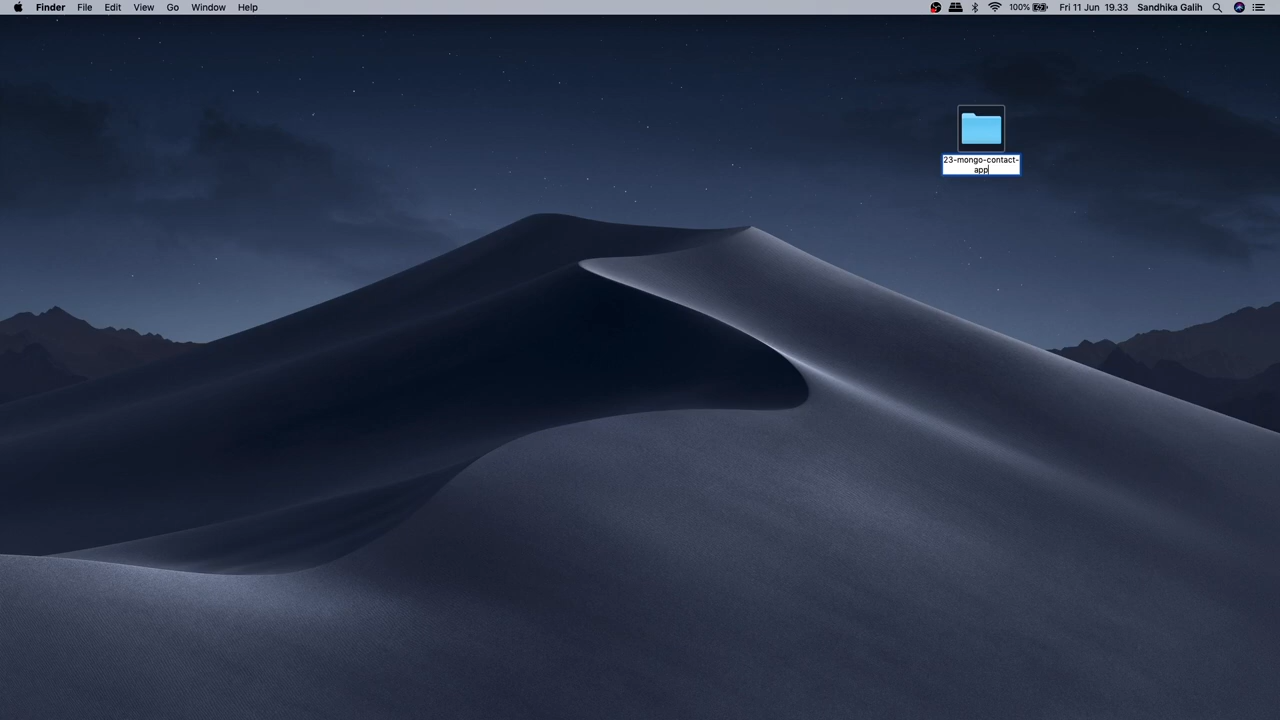 Finder File Edit View Go Window Help 100% Fri 11 Jun 19.33 Sandhika Galih
23-mongo-contact-
app